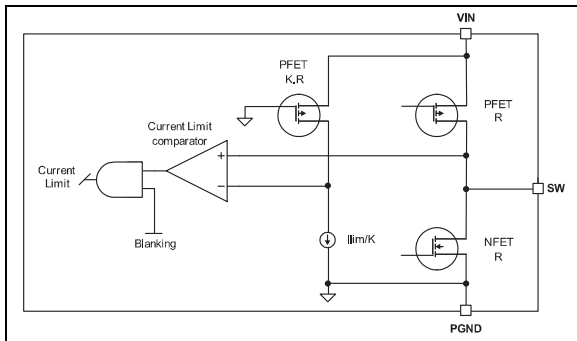 VIN
PFET
K.R
PFET
R
Current Limit
comparator
+
−
Current
Limit
Blanking
Ilim/K
SW
NFET
R
PGND